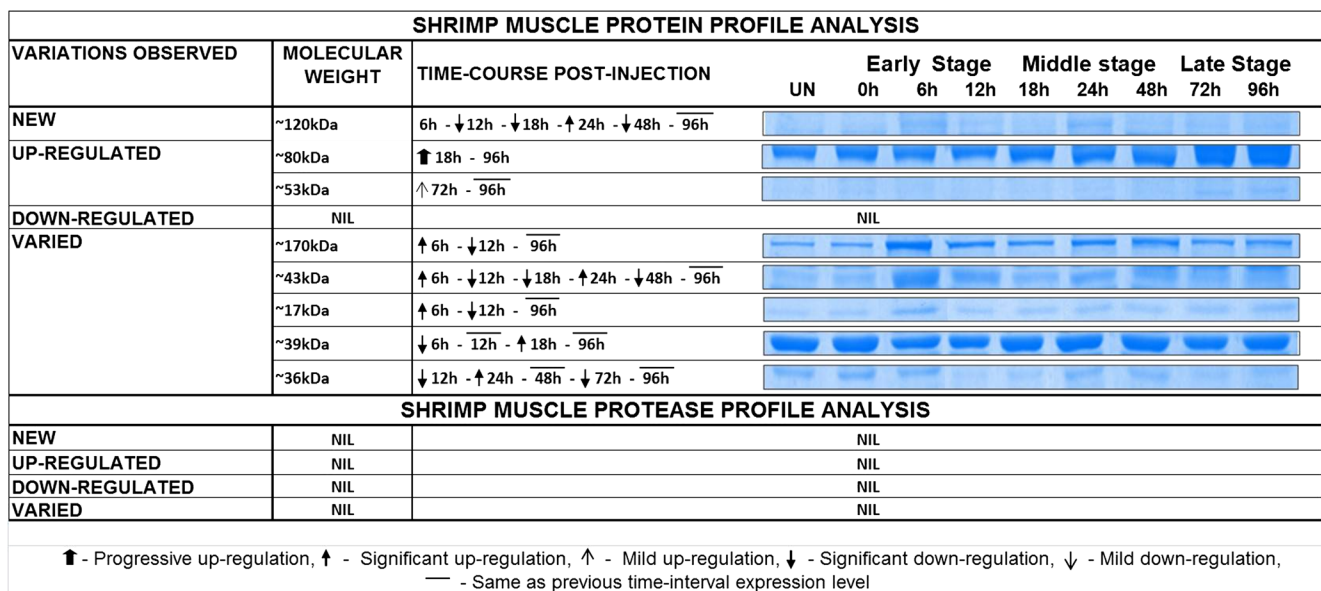 SHRIMP MUSCLE PROTEIN PROFILE ANALYSIS
VARIATIONS OBSERVED MOLECULAR WEIGHT TIME-COURSE POST-INJECTION Early Stage Middle stage Late Stage
UN 0h 6h 12h 18h 24h 48h 72h 96h
NEW ~120kDa 6h - ↓12h - ↓18h - ↑24h - ↓48h - 96h
UP-REGULATED ~80kDa ⬆ 18h - 96h
~53kDa ↑72h - 96h
DOWN-REGULATED NIL NIL
VARIED ~170kDa ↑6h - ↓12h - 96h
~43kDa ↑6h - ↓12h - ↓18h - ↑24h - ↓48h - 96h
~17kDa ↑6h - ↓12h - 96h
~39kDa ↓6h - 12h - ↑18h - 96h
~36kDa ↓12h - ↑24h - 48h - ↓72h - 96h
SHRIMP MUSCLE PROTEASE PROFILE ANALYSIS
NEW NIL NIL
UP-REGULATED NIL NIL
DOWN-REGULATED NIL NIL
VARIED NIL NIL
⬆ - Progressive up-regulation, ↑ - Significant up-regulation, ↑ - Mild up-regulation, ↓ - Significant down-regulation, ↓ - Mild down-regulation,
— - Same as previous time-interval expression level